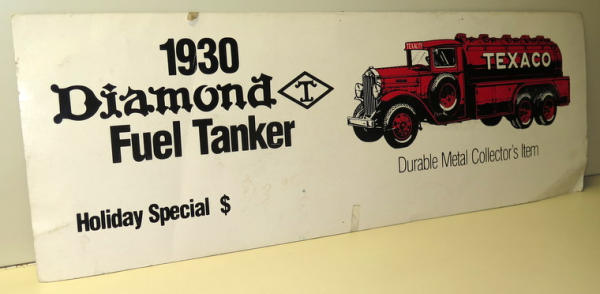 1930
Diamond T
Fuel Tanker
Holiday Special $
TEXACO
TEXACO
Durable Metal Collector's Item